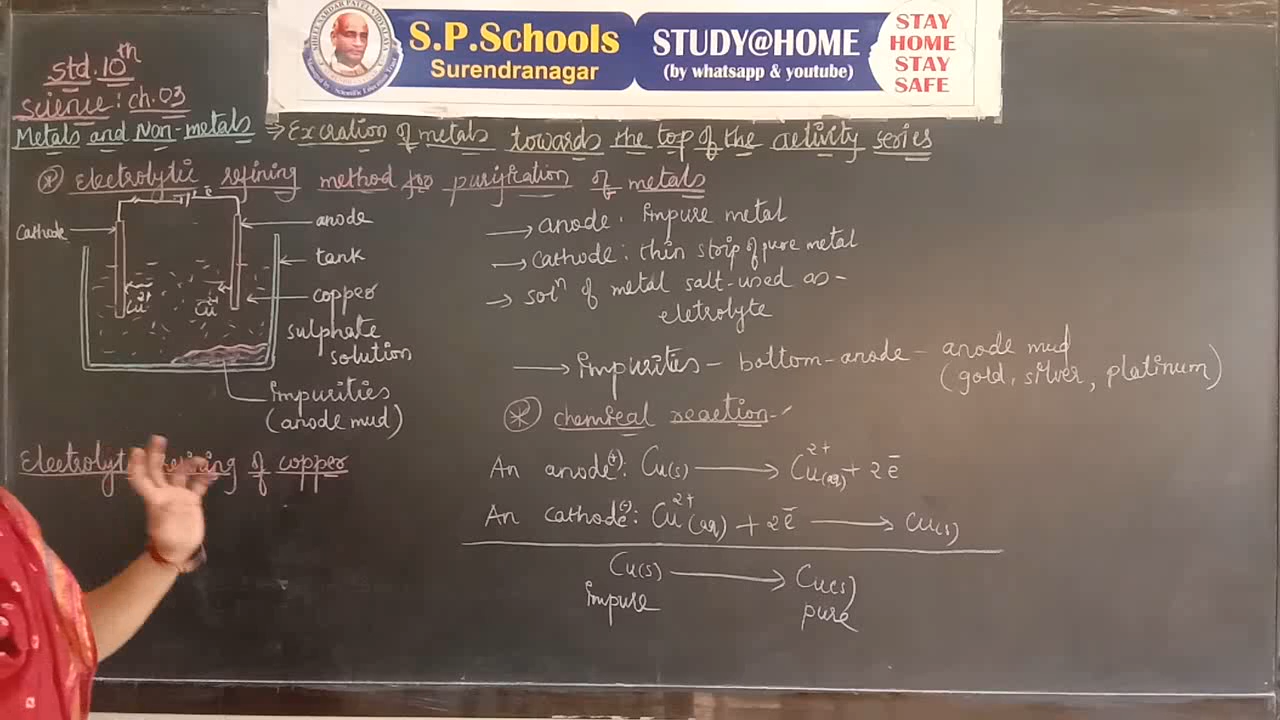 S.P.Schools
Surendranagar
STUDY@HOME
(by whatsapp & youtube)
STAY
HOME
STAY
SAFE
Std. 10th
Science : ch.03
Metals and Non-metals ⇒ Excration of metals towards the top of the activity series
* Electrolytic refining method for purification of metals
Cathode
anode
tank
copper
sulphate
solution
Cu2+
Cu2+
Impurities
(anode mud)
Electrolytic refining of copper
→ anode : Impure metal
→ cathode : thin strip of pure metal
→ soln of metal salt-used as -
eletrolyte
→ Impurities - bottom-anode - anode mud
(gold, silver, platinum)
* chemical reaction-
An anode(+): Cu(s) → Cu2+(aq) + 2e-
An cathode(-): Cu2+(aq) + 2e- → Cu(s)
Cu(s) → Cu(s)
Impure pure